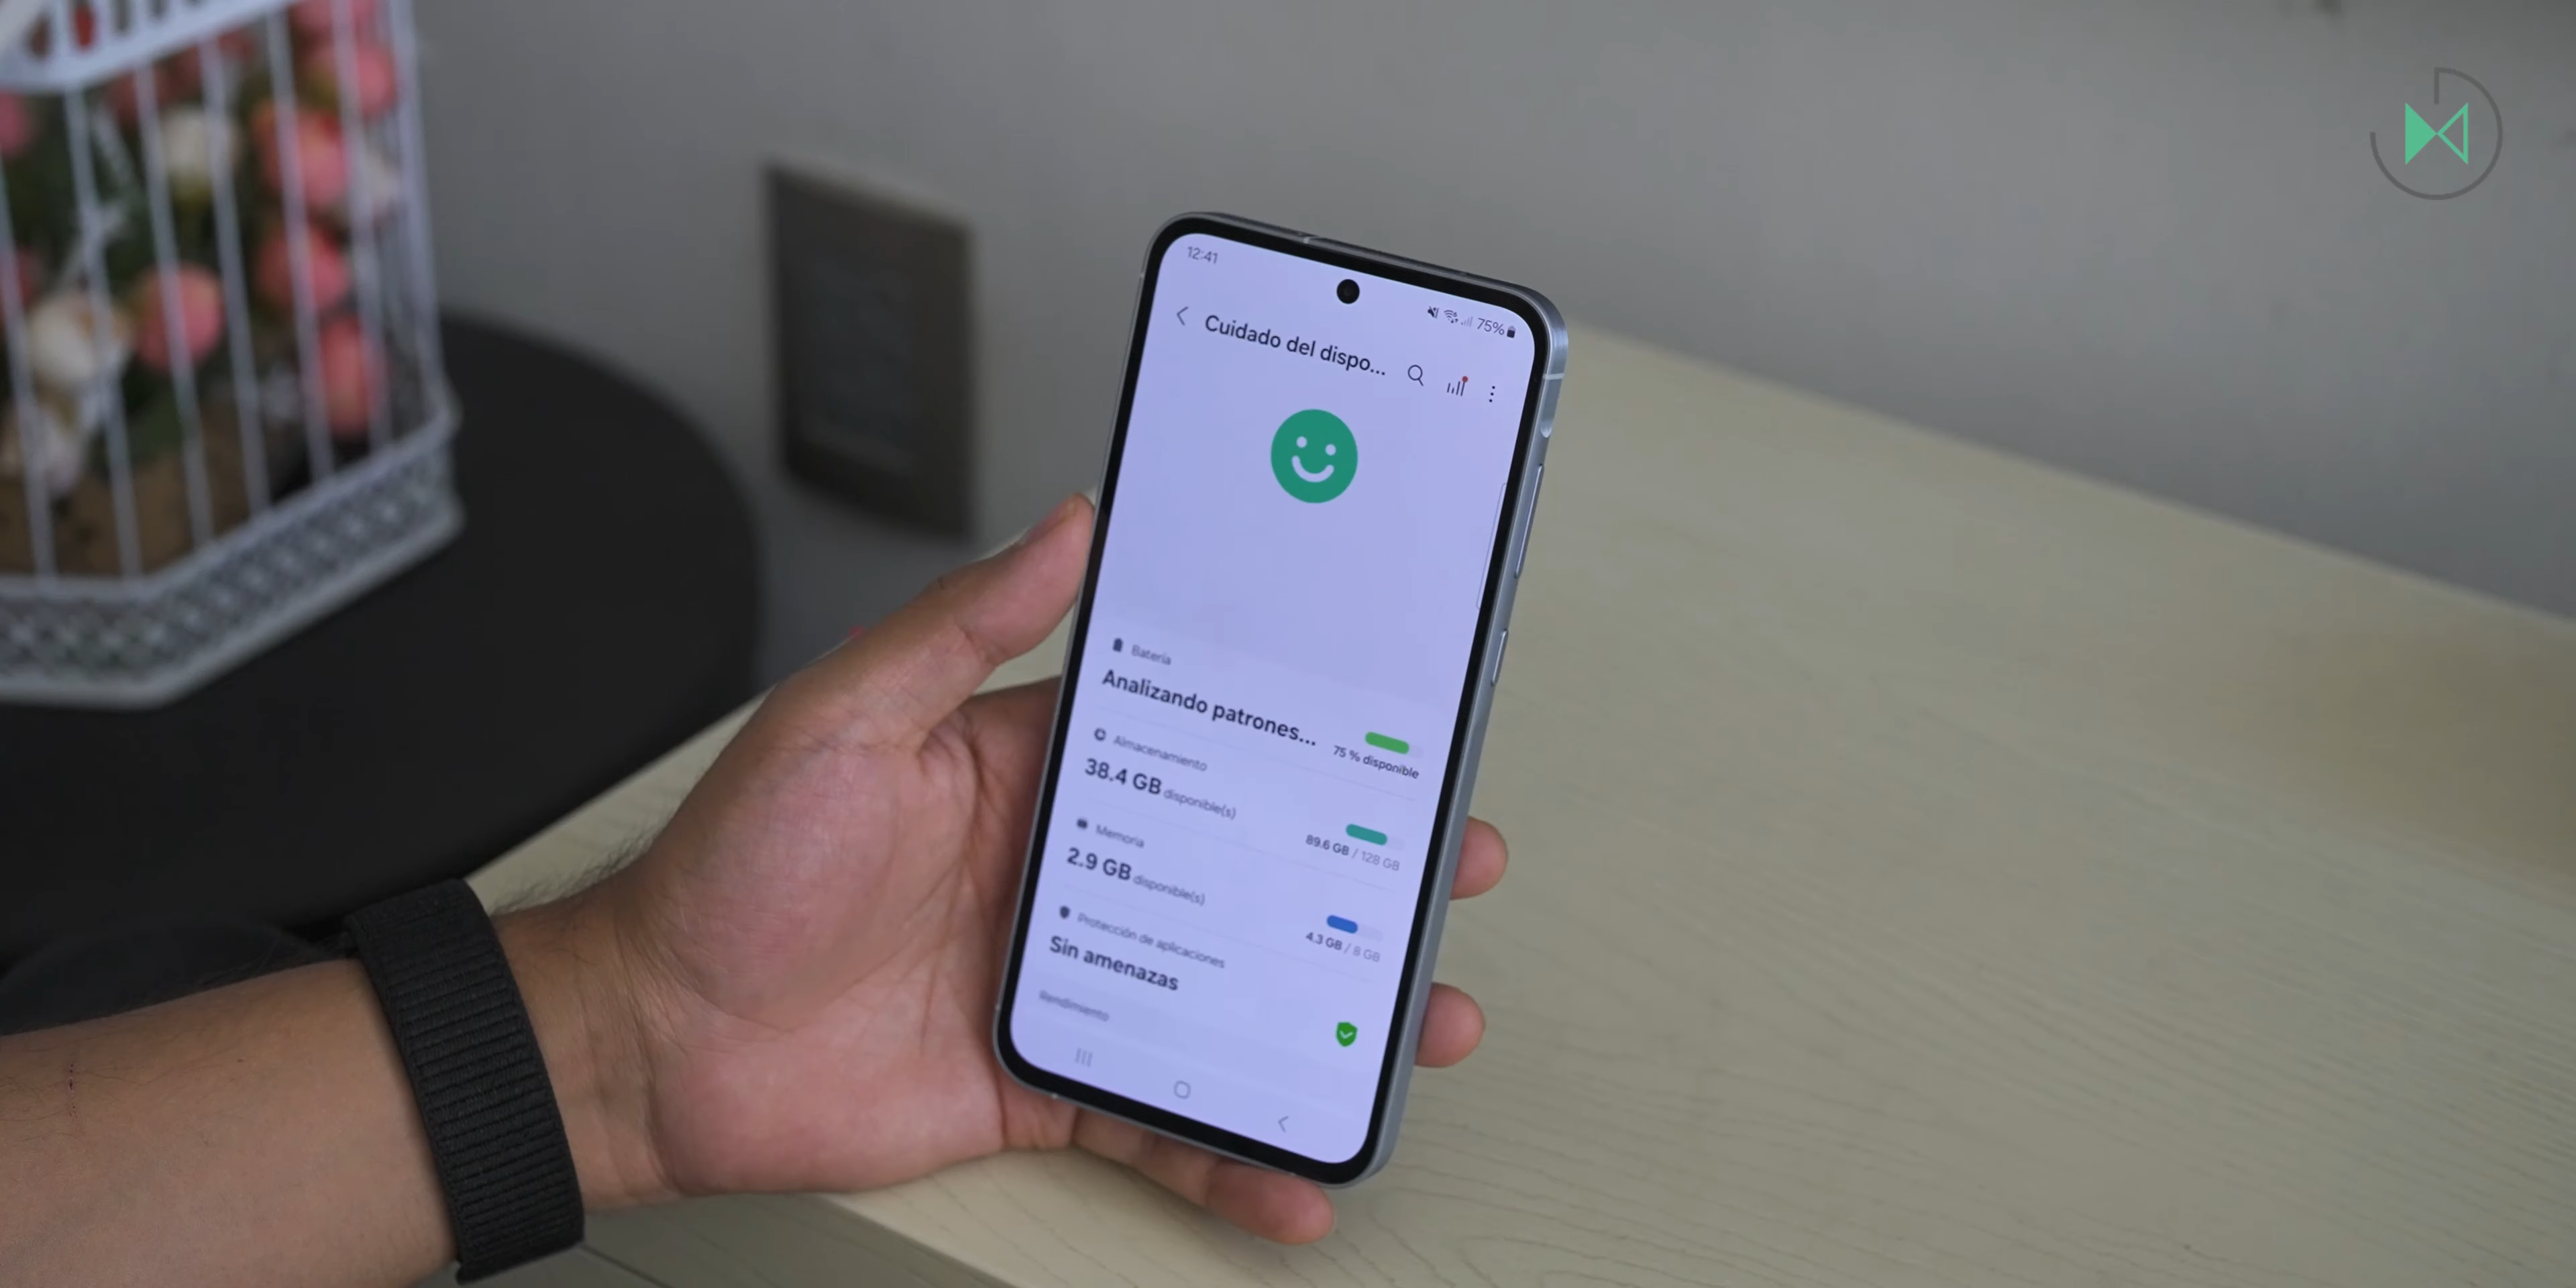 12:41
75%
Cuidado del dispo...
Batería
Analizando patrones...
75 % disponible
Almacenamiento
38.4 GB disponible(s)
89.6 GB / 128 GB
Memoria
2.9 GB disponible(s)
4.3 GB / 8 GB
Protección de aplicaciones
Sin amenazas
Rendimiento